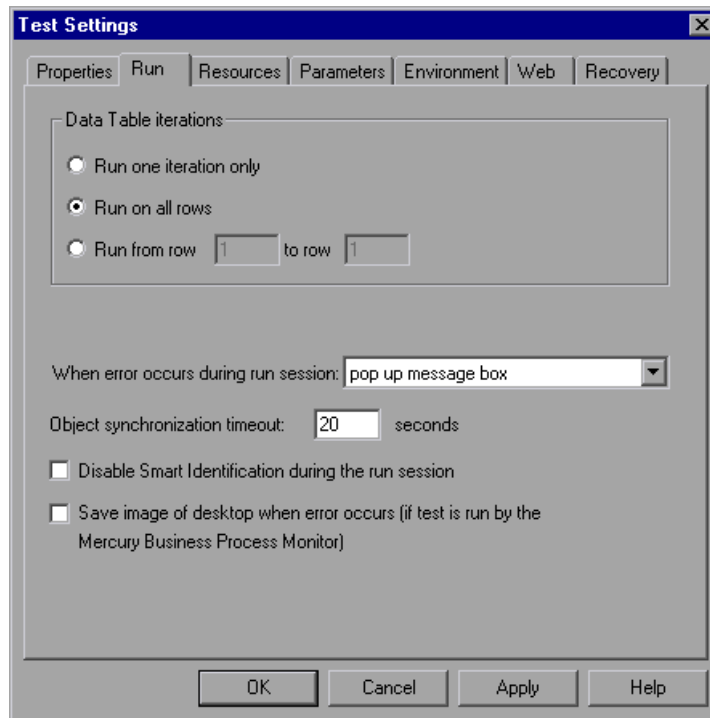 Test Settings
Properties Run Resources Parameters Environment Web Recovery
Data Table iterations
Run one iteration only
Run on all rows
Run from row 1 to row 1
When error occurs during run session: pop up message box
Object synchronization timeout: 20 seconds
Disable Smart Identification during the run session
Save image of desktop when error occurs (if test is run by the
Mercury Business Process Monitor)
OK Cancel Apply Help